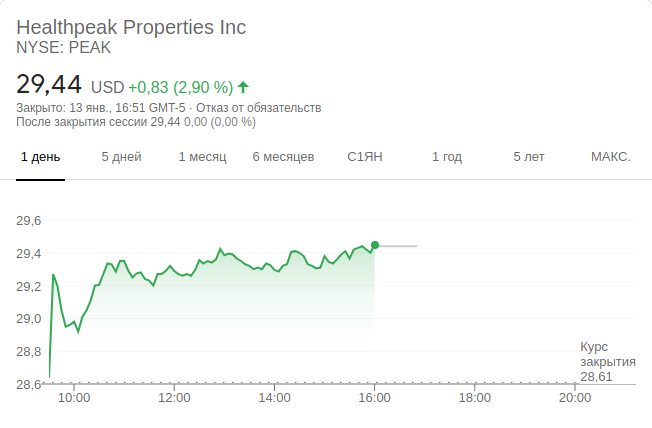 Healthpeak Properties Inc
NYSE: PEAK
29,44 USD +0,83 (2,90 %)
Закрыто: 13 янв., 16:51 GMT-5 · Отказ от обязательств
После закрытия сессии 29,44 0,00 (0,00 %)
1 день 5 дней 1 месяц 6 месяцев С1ЯН 1 год 5 лет МАКС.
29,6
29,4
29,2
29,0
28,8
28,6
Курс
закрытия
28,61
10:00 12:00 14:00 16:00 18:00 20:00